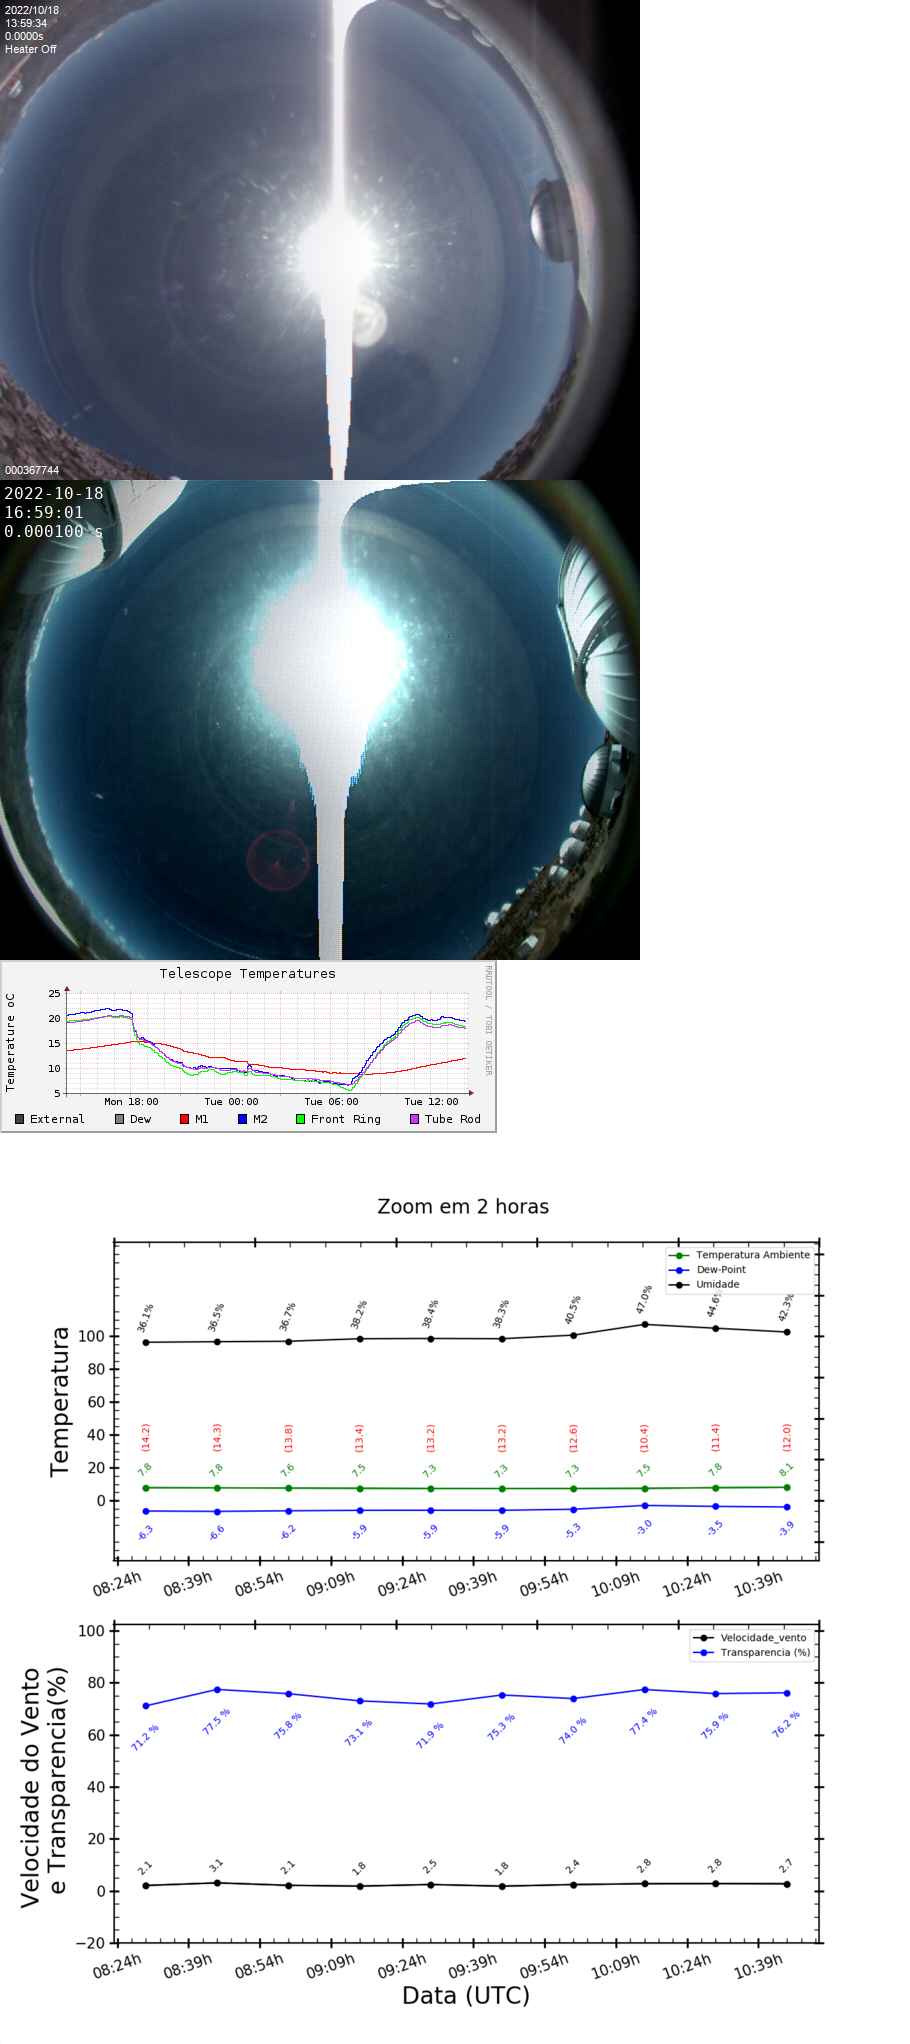 2022/10/18
13:59:34
0.0000s
Heater Off
000367744
2022-10-18
16:59:01
0.000100 s
Telescope Temperatures
RRDTOOL / TOBI OETIKER
Temperature oC
25
20
15
10
5
Mon 18:00 Tue 00:00 Tue 06:00 Tue 12:00
External Dew M1 M2 Front Ring Tube Rod
Zoom em 2 horas
Temperatura Ambiente
Dew-Point
Umidade
Temperatura
100
80
60
40
20
0
36.1% 36.5% 36.7% 38.2% 38.4% 38.3% 40.5% 47.0% 44.6% 42.3%
(14.2) (14.3) (13.8) (13.4) (13.2) (13.2) (12.6) (10.4) (11.4) (12.0)
7.8 7.8 7.6 7.5 7.3 7.3 7.3 7.5 7.8 8.1
-6.3 -6.6 -6.2 -5.9 -5.9 -5.9 -5.3 -3.0 -3.5 -3.9
08:24h 08:39h 08:54h 09:09h 09:24h 09:39h 09:54h 10:09h 10:24h 10:39h
Velocidade_vento
Transparencia (%)
Velocidade do Vento
e Transparencia(%)
100
80
60
40
20
0
−20
71.2 % 77.5 % 75.8 % 73.1 % 71.9 % 75.3 % 74.0 % 77.4 % 75.9 % 76.2 %
2.1 3.1 2.1 1.8 2.5 1.8 2.4 2.8 2.8 2.7
08:24h 08:39h 08:54h 09:09h 09:24h 09:39h 09:54h 10:09h 10:24h 10:39h
Data (UTC)